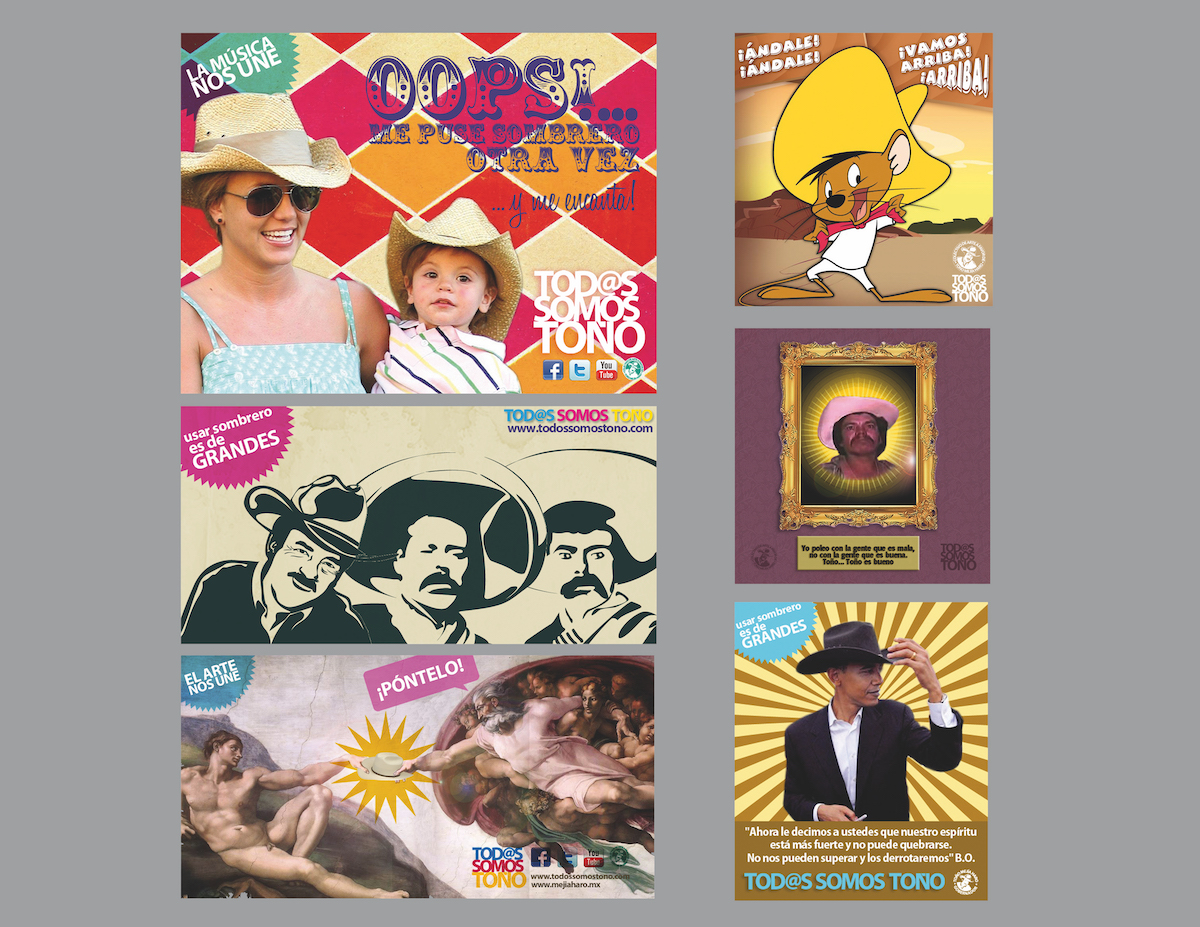 LA MÚSICA
NOS UNE
OOPS!...
ME PUSE SOMBRERO
OTRA VEZ
... y me encanta!
TOD@S
SOMOS
TOÑO
You
Tube
usar sombrero
es de
GRANDES
TOD@S SOMOS TOÑO
www.todossomostono.com
EL ARTE
NOS UNE
¡PÓNTELO!
TOD@S
SOMOS
TOÑO
You
Tube
www.todossomostono.com
www.mejiaharo.mx
¡ÁNDALE!
¡ÁNDALE!
¡VAMOS
ARRIBA!
¡ARRIBA!
TOD@S
SOMOS
TOÑO
Yo poleo con la gente que es mala,
no con la gente que es buena.
Toño... Toño es bueno
TOD@S
SOMOS
TOÑO
usar sombrero
es de
GRANDES
"Ahora le decimos a ustedes que nuestro espíritu
está más fuerte y no puede quebrarse.
No nos pueden superar y los derrotaremos" B.O.
TOD@S SOMOS TOÑO